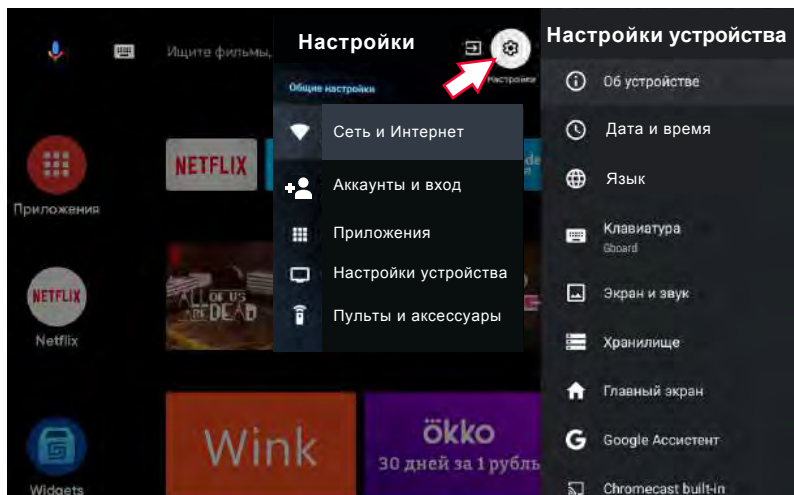 Ищите фильмы,
Приложения
NETFLIX
NETFLIX
Netflix
ALL OF US
ARE DEAD
Wink
ökko
30 дней за 1 рубль
Widgets
Настройки
Настройки
Общие настройки
Сеть и Интернет
Аккаунты и вход
Приложения
Настройки устройства
Пульты и аксессуары
Настройки устройства
Об устройстве
Дата и время
Язык
Клавиатура
Gboard
Экран и звук
Хранилище
Главный экран
Google Ассистент
Chromecast built-in